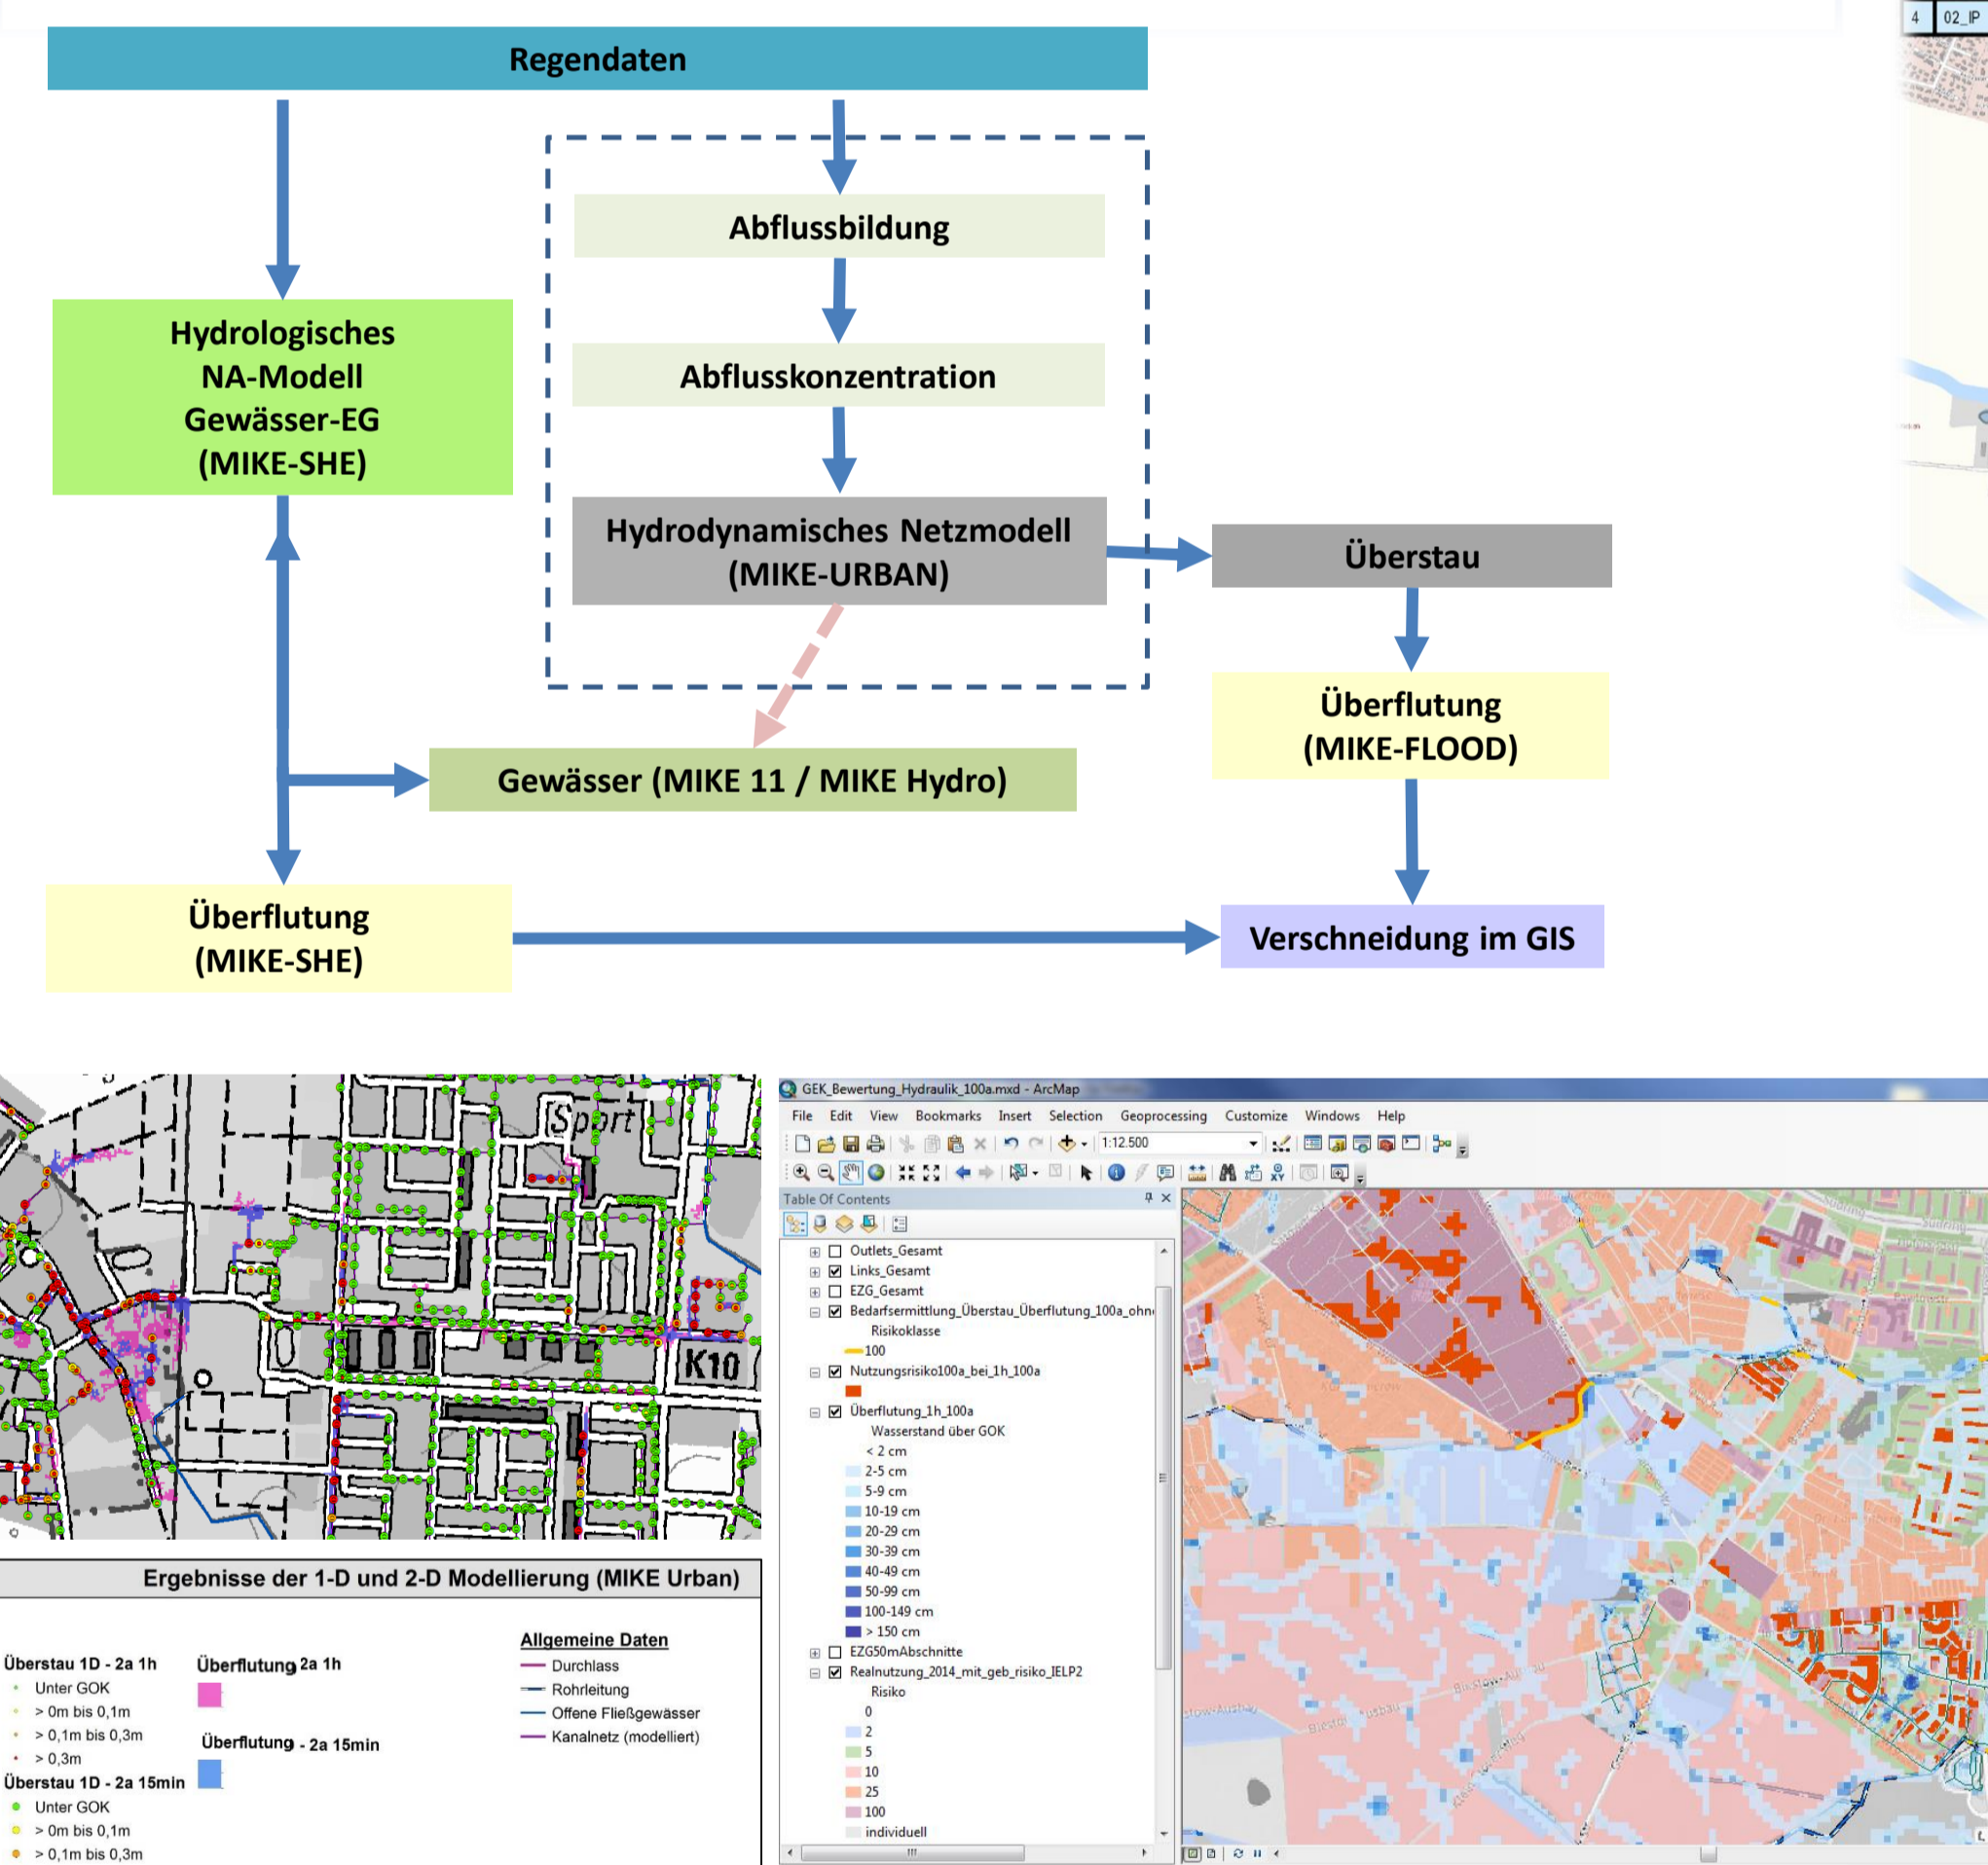 4 02_IP
Regendaten
Abflussbildung
Hydrologisches
NA-Modell
Gewässer-EG
(MIKE-SHE)
Abflusskonzentration
Hydrodynamisches Netzmodell
(MIKE-URBAN)
Überstau
Überflutung
(MIKE-FLOOD)
Gewässer (MIKE 11 / MIKE Hydro)
Überflutung
(MIKE-SHE)
Verschneidung im GIS
Sport
K10
Ergebnisse der 1-D und 2-D Modellierung (MIKE Urban)
Überstau 1D - 2a 1h
Unter GOK
> 0m bis 0,1m
> 0,1m bis 0,3m
> 0,3m
Überstau 1D - 2a 15min
Unter GOK
> 0m bis 0,1m
> 0,1m bis 0,3m
Überflutung 2a 1h
Überflutung - 2a 15min
Allgemeine Daten
Durchlass
Rohrleitung
Offene Fließgewässer
Kanalnetz (modelliert)
GEK_Bewertung_Hydraulik_100a.mxd - ArcMap
File Edit View Bookmarks Insert Selection Geoprocessing Customize Windows Help
1:12.500
Table Of Contents
Outlets_Gesamt
Links_Gesamt
EZG_Gesamt
Bedarfsermittlung_Überstau_Überflutung_100a_ohn
Risikoklasse
100
Nutzungsrisiko100a_bei_1h_100a
Überflutung_1h_100a
Wasserstand über GOK
< 2 cm
2-5 cm
5-9 cm
10-19 cm
20-29 cm
30-39 cm
40-49 cm
50-99 cm
100-149 cm
> 150 cm
EZG50mAbschnitte
Realnutzung_2014_mit_geb_risiko_IELP2
Risiko
0
2
5
10
25
100
individuell
Südring